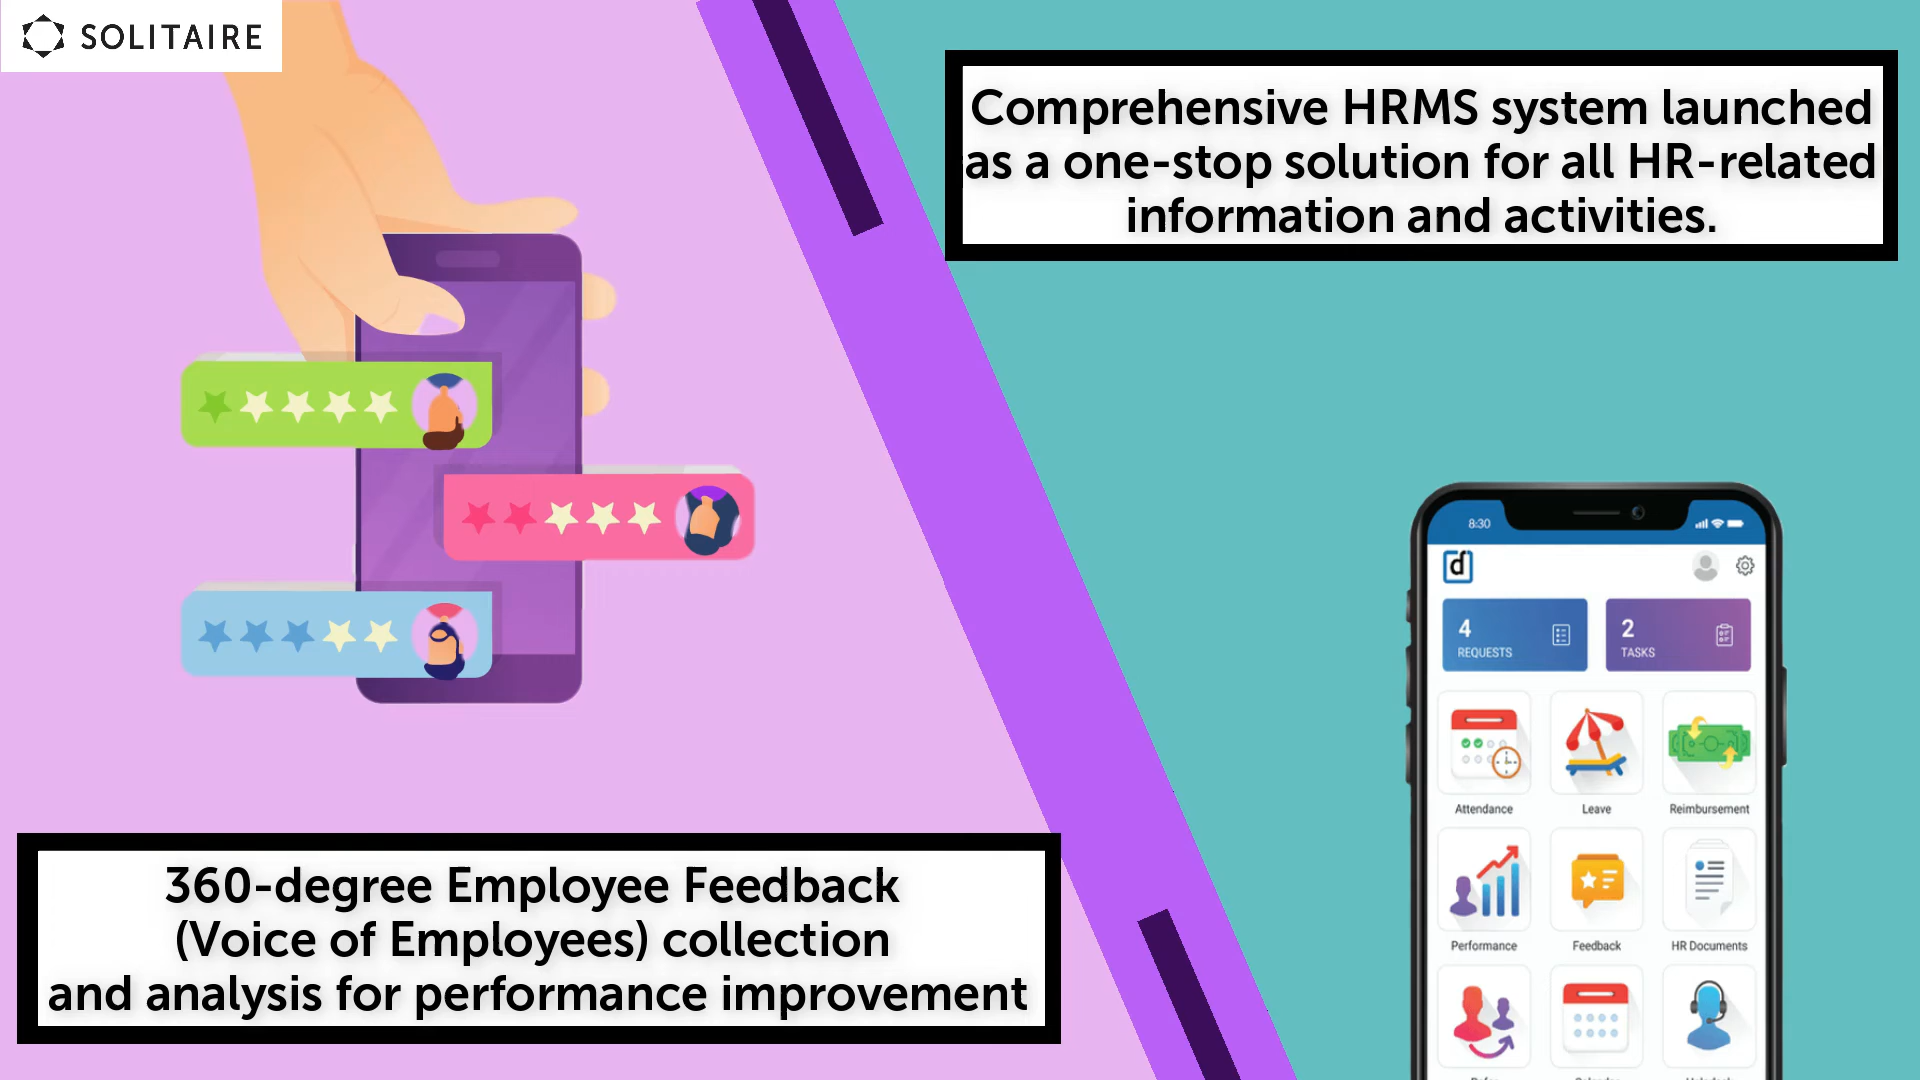 SOLITAIRE
Comprehensive HRMS system launched
as a one-stop solution for all HR-related
information and activities.
360-degree Employee Feedback
(Voice of Employees) collection
and analysis for performance improvement
8:30
d
4
REQUESTS
2
TASKS
Attendance
Leave
Reimbursement
Performance
Feedback
HR Documents